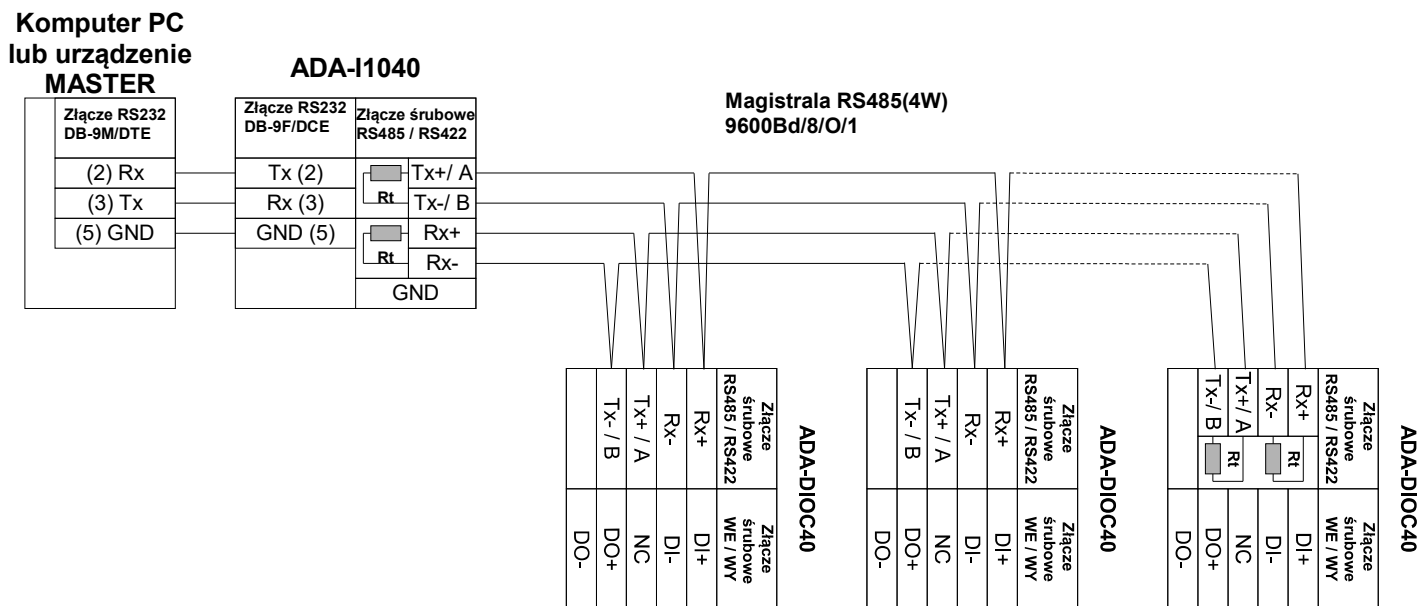 Komputer PC
lub urządzenie
MASTER
ADA-I1040
Magistrala RS485(4W)
9600Bd/8/O/1
Złącze RS232
DB-9M/DTE
(2) Rx
(3) Tx
(5) GND
Złącze RS232
DB-9F/DCE
Tx (2)
Rx (3)
GND (5)
Złącze śrubowe
RS485 / RS422
Rt
Tx+/ A
Tx-/ B
Rt
Rx+
Rx-
GND
Tx- / B
Tx+ / A
Rx-
Rx+
Złącze
śrubowe
RS485 / RS422
DO-
DO+
NC
DI-
DI+
Złącze
śrubowe
WE / WY
ADA-DIOC40
Tx- / B
Tx+ / A
Rx-
Rx+
Złącze
śrubowe
RS485 / RS422
DO-
DO+
NC
DI-
DI+
Złącze
śrubowe
WE / WY
ADA-DIOC40
Tx-/ B
Tx+/ A
Rx-
Rx+
Rt
Rt
Złącze
śrubowe
RS485 / RS422
DO-
DO+
NC
DI-
DI+
Złącze
śrubowe
WE / WY
ADA-DIOC40